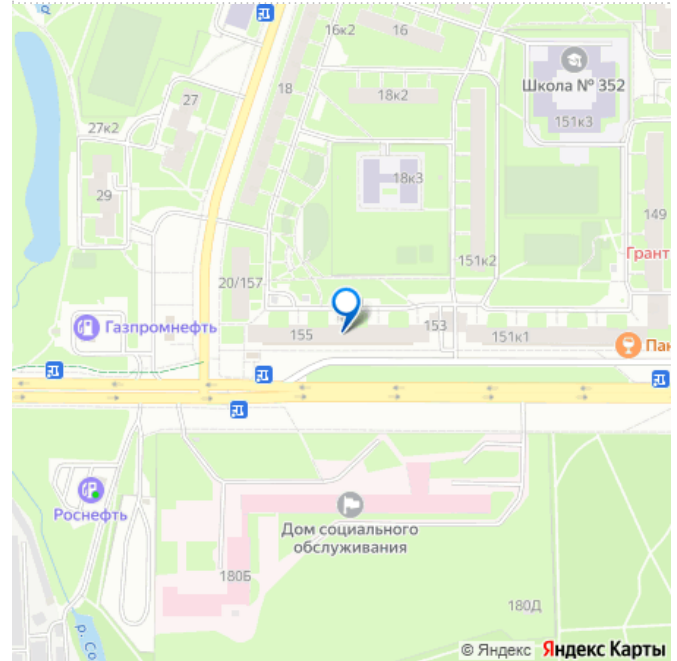 16к2
16
Школа № 352
18
18к2
151к3
27
27к2
18к3
29
149
Грант
151к2
20/157
Газпромнефть
155
153
151к1
Пан
Роснефть
Дом социального
обслуживания
180Б
180Д
р. Со
© Яндекс Яндекс Карты